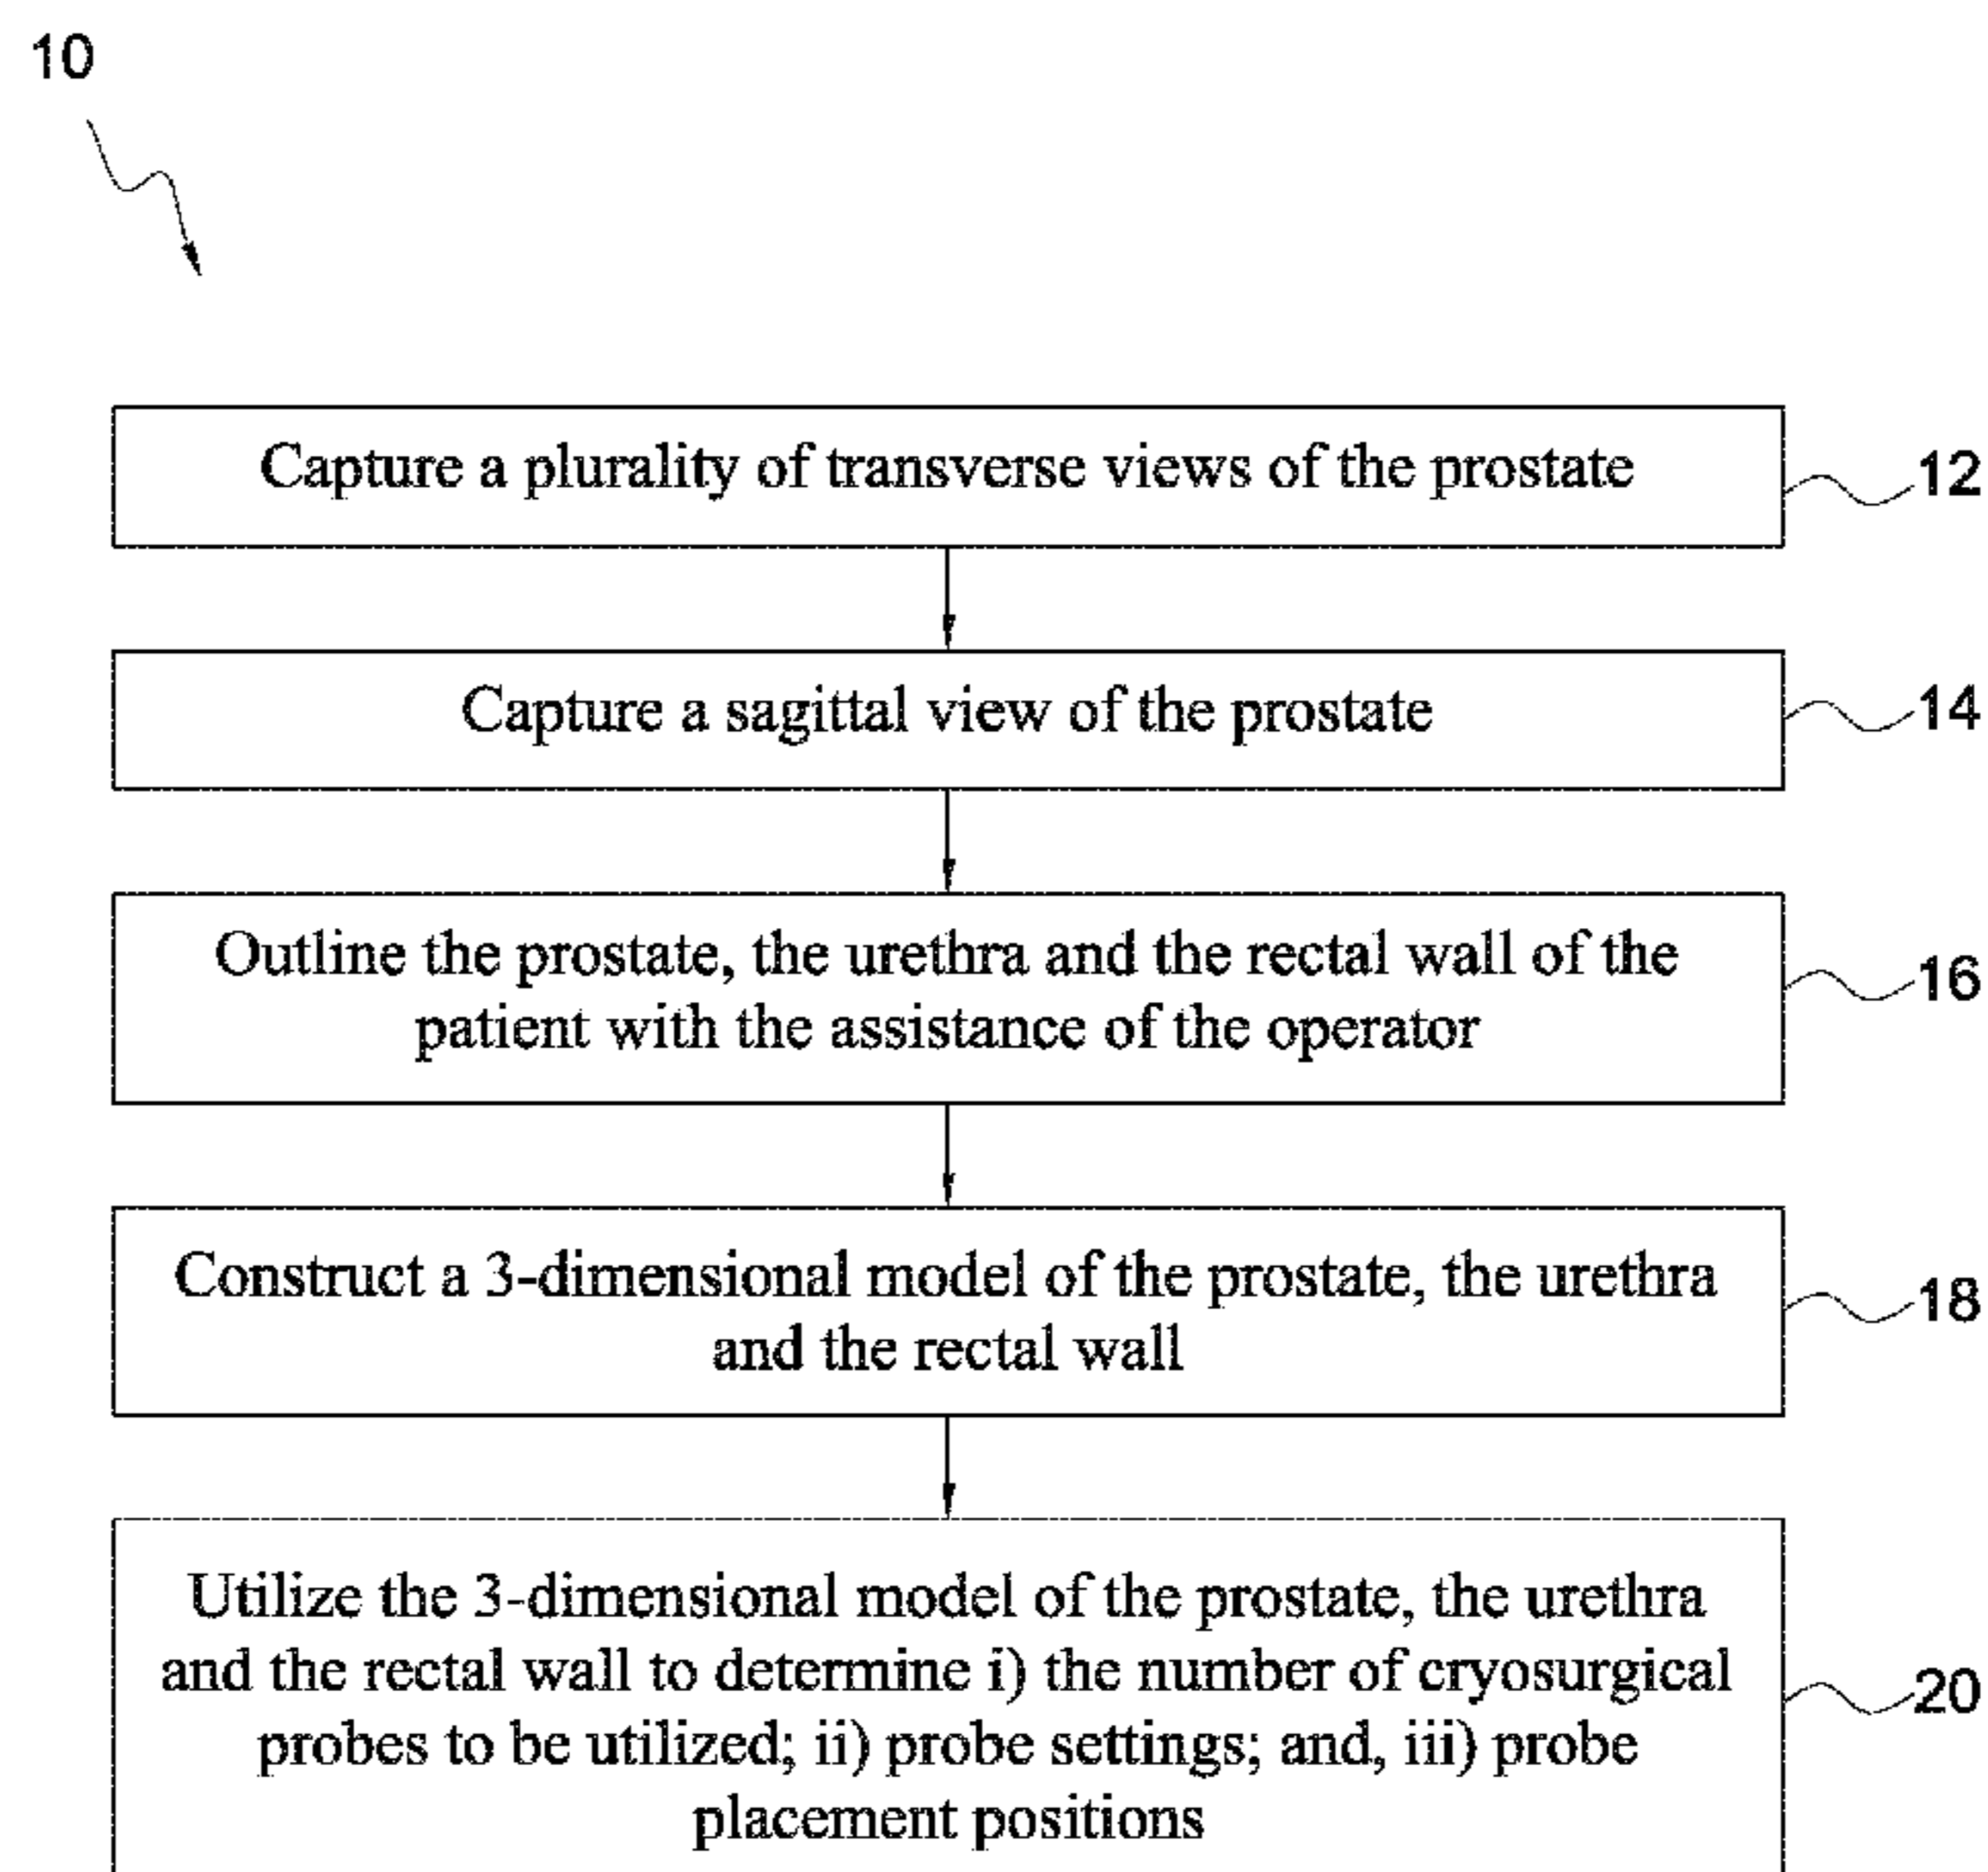 10
Capture a plurality of transverse views of the prostate
12
Capture a sagittal view of the prostate
14
Outline the prostate, the urethra and the rectal wall of the
patient with the assistance of the operator
16
Construct a 3-dimensional model of the prostate, the urethra
and the rectal wall
18
Utilize the 3-dimensional model of the prostate, the urethra
and the rectal wall to determine i) the number of cryosurgical
probes to be utilized; ii) probe settings; and, iii) probe
placement positions
20